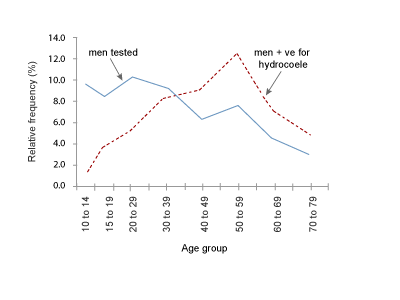 men tested
men + ve for
hydrocoele
Relative frequency (%)
14.0
12.0
10.0
8.0
6.0
4.0
2.0
0.0
10 to 14
15 to 19
20 to 29
30 to 39
40 to 49
50 to 59
60 to 69
70 to 79
Age group